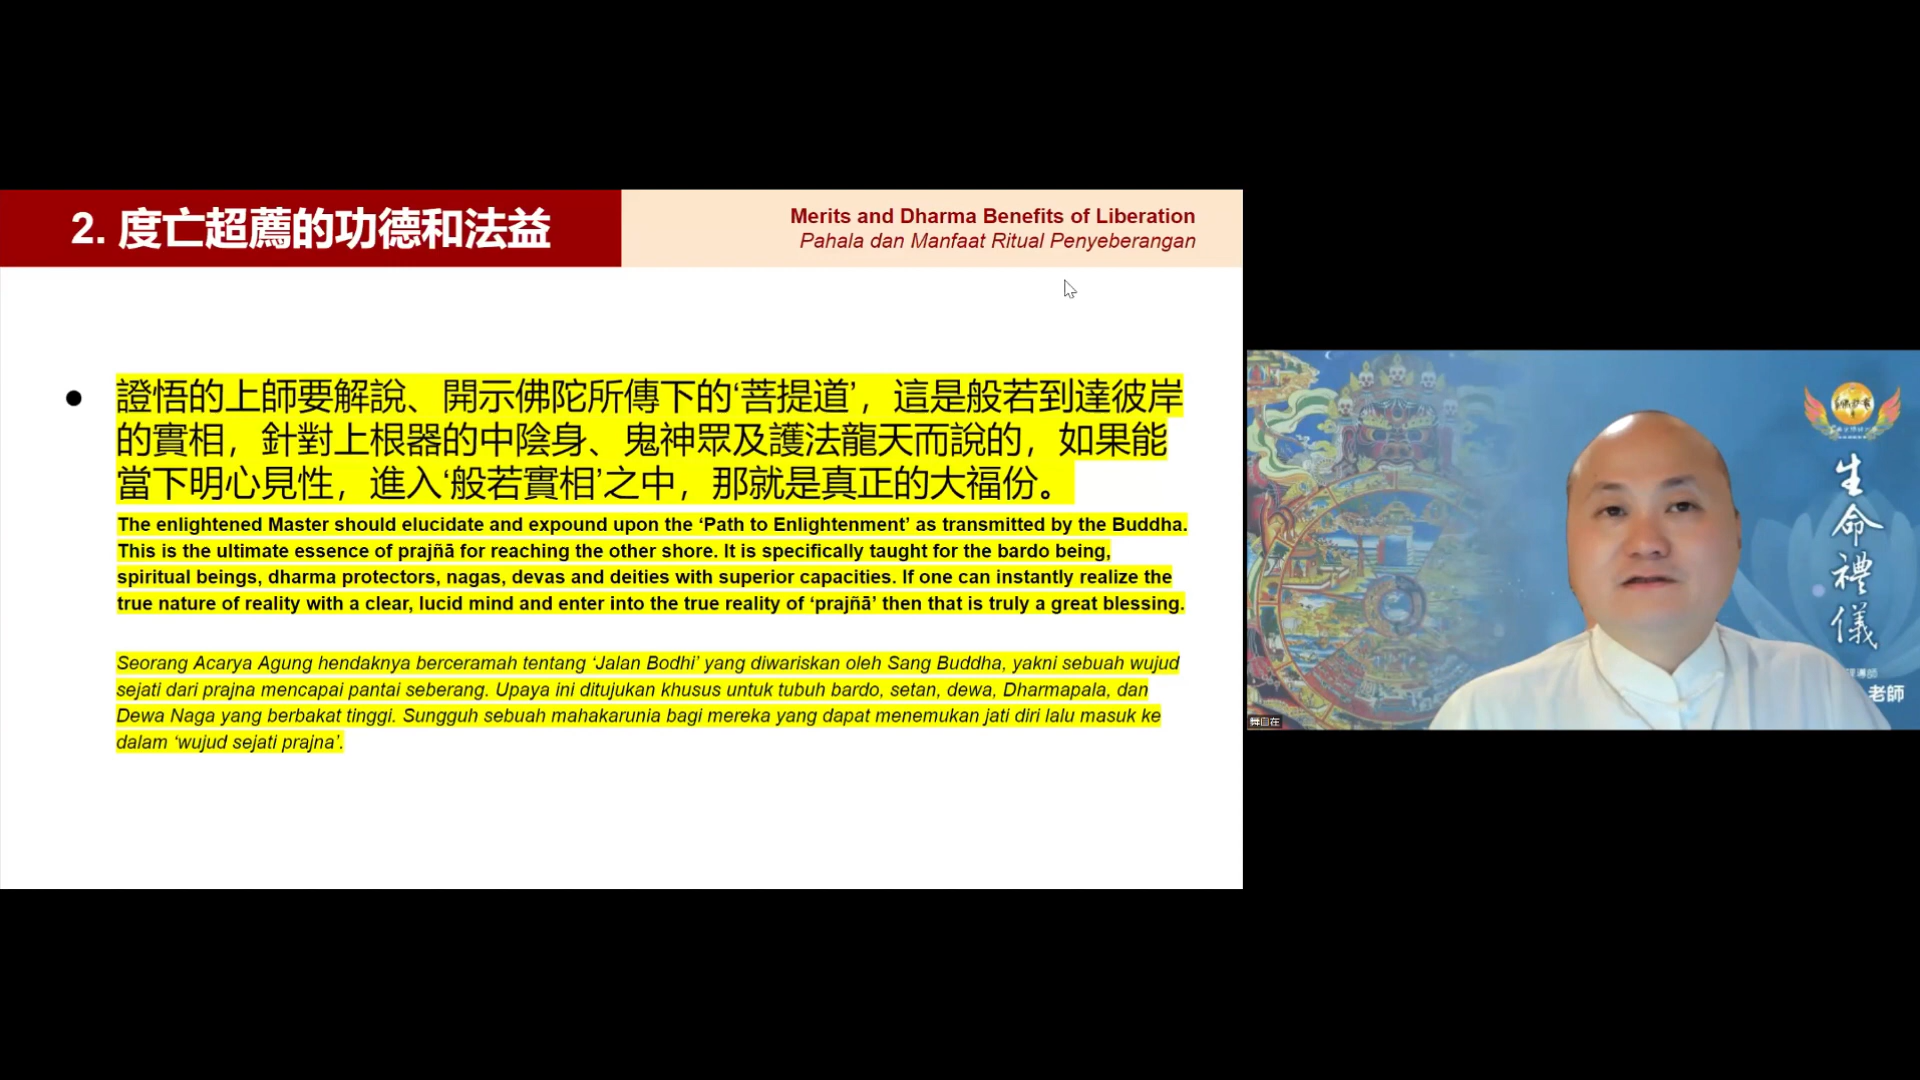 2. 度亡超薦的功德和法益
Merits and Dharma Benefits of Liberation
Pahala dan Manfaat Ritual Penyeberangan
● 證悟的上師要解說、開示佛陀所傳下的‘菩提道’，這是般若到達彼岸
的實相，針對上根器的中陰身、鬼神眾及護法龍天而說的，如果能
當下明心見性，進入‘般若實相’之中，那就是真正的大福份。
The enlightened Master should elucidate and expound upon the ‘Path to Enlightenment’ as transmitted by the Buddha.
This is the ultimate essence of prajñā for reaching the other shore. It is specifically taught for the bardo being,
spiritual beings, dharma protectors, nagas, devas and deities with superior capacities. If one can instantly realize the
true nature of reality with a clear, lucid mind and enter into the true reality of ‘prajñā’ then that is truly a great blessing.
Seorang Acarya Agung hendaknya berceramah tentang ‘Jalan Bodhi’ yang diwariskan oleh Sang Buddha, yakni sebuah wujud
sejati dari prajna mencapai pantai seberang. Upaya ini ditujukan khusus untuk tubuh bardo, setan, dewa, Dharmapala, dan
Dewa Naga yang berbakat tinggi. Sungguh sebuah mahakarunia bagi mereka yang dapat menemukan jati diri lalu masuk ke
dalam ‘wujud sejati prajna’.
生命禮儀
導師
老師
舞自在